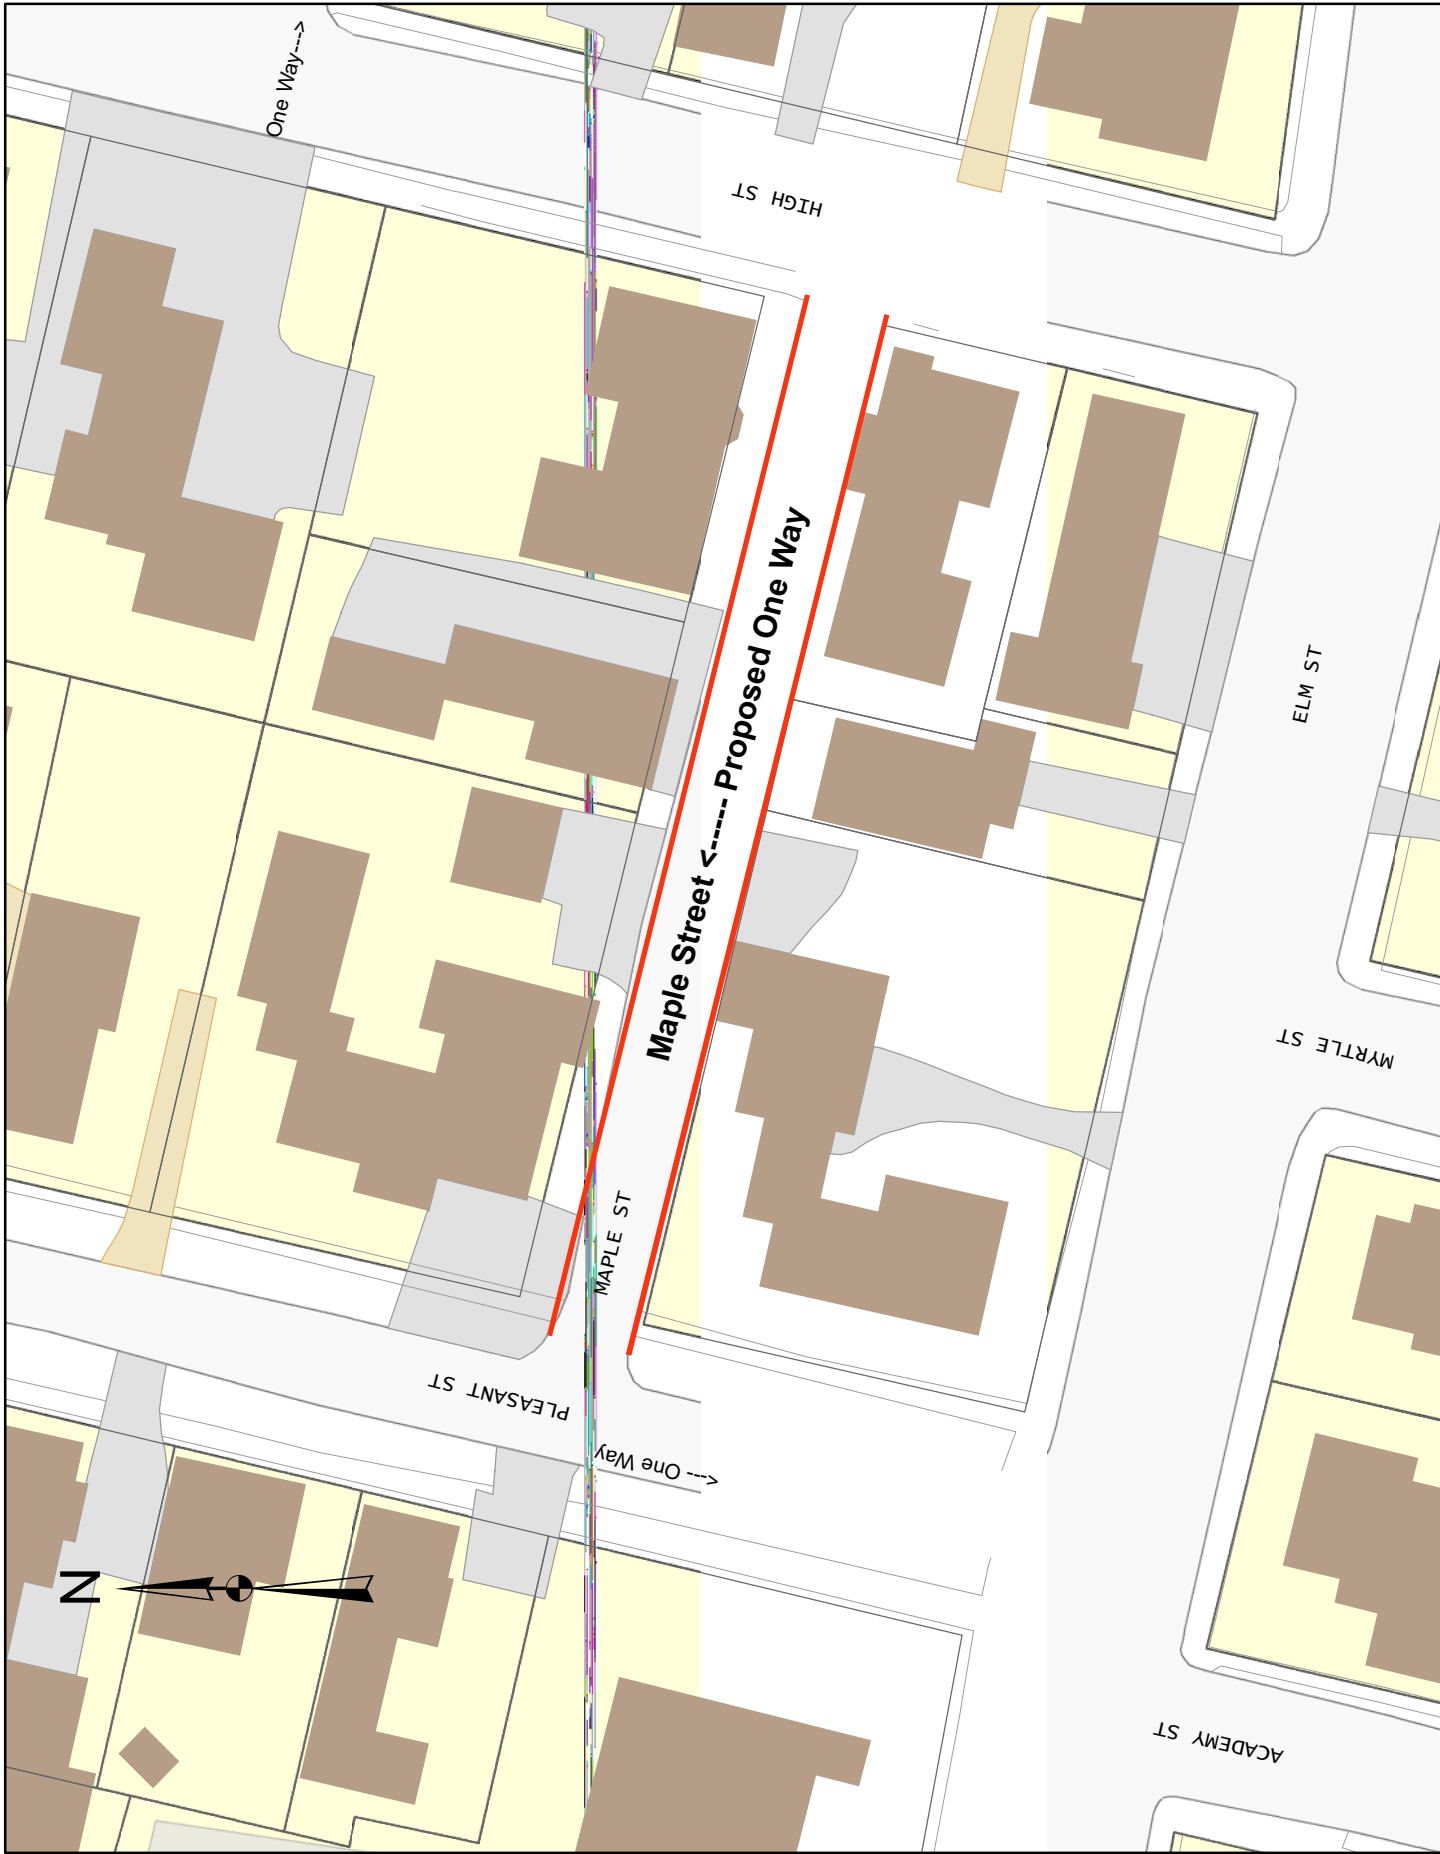 One Way--->
HIGH ST
Maple Street <----- Proposed One Way
ELM ST
MYRTLE ST
MAPLE ST
PLEASANT ST
<--- One Way
N
ACADEMY ST